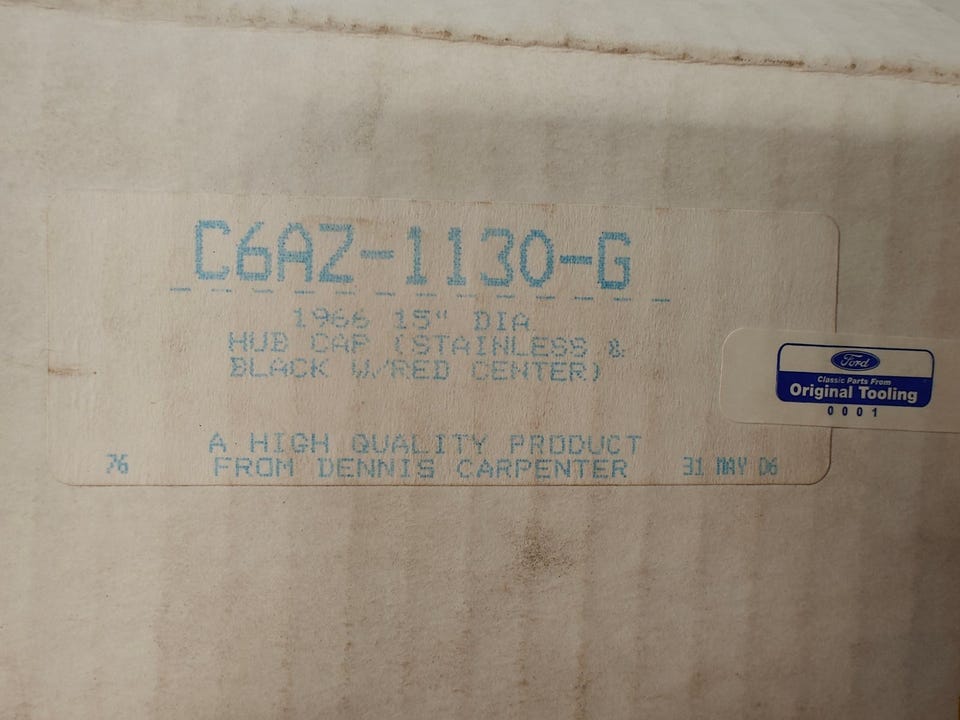 C6AZ-1130-G
1966 15" DIA
HUB CAP (STAINLESS &
BLACK W/RED CENTER)
A HIGH QUALITY PRODUCT
76 FROM DENNIS CARPENTER 31 MAY 06
Ford
Classic Parts From
Original Tooling
0001